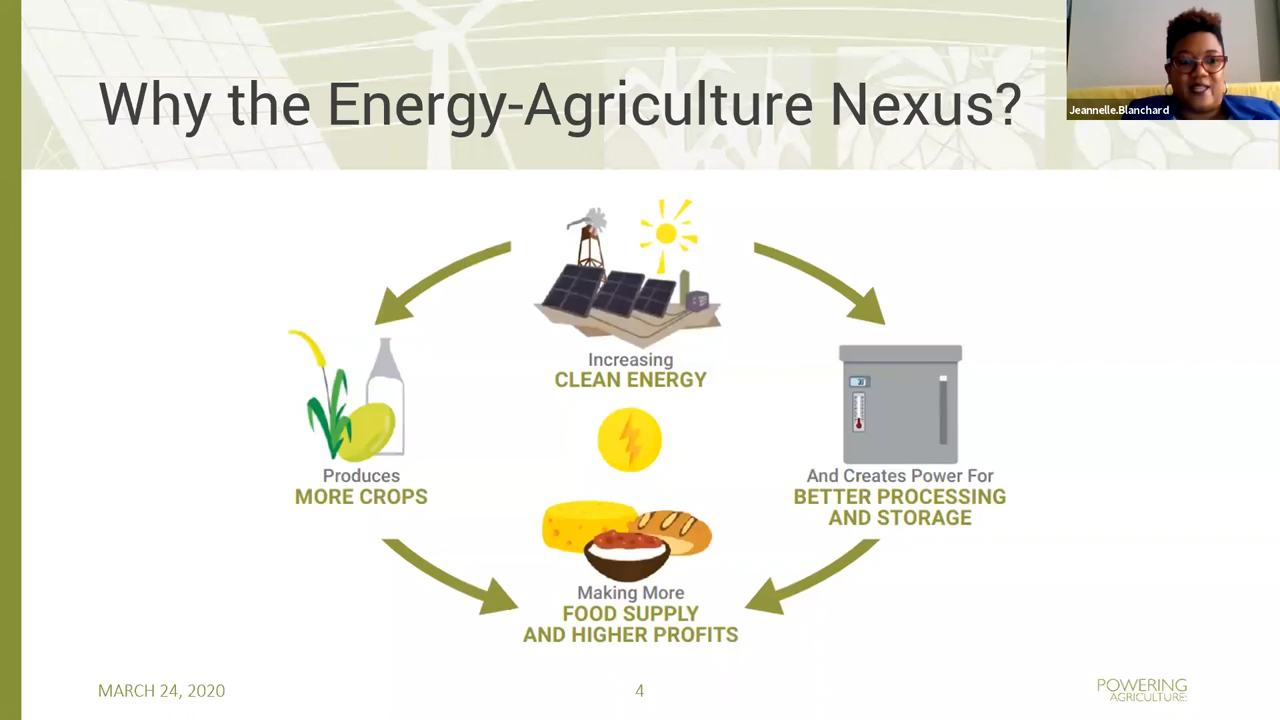 Why the Energy-Agriculture Nexus?
Jeannelle.Blanchard
Increasing
CLEAN ENERGY
Produces
MORE CROPS
And Creates Power For
BETTER PROCESSING
AND STORAGE
Making More
FOOD SUPPLY
AND HIGHER PROFITS
MARCH 24, 2020
4
POWERING
AGRICULTURE: